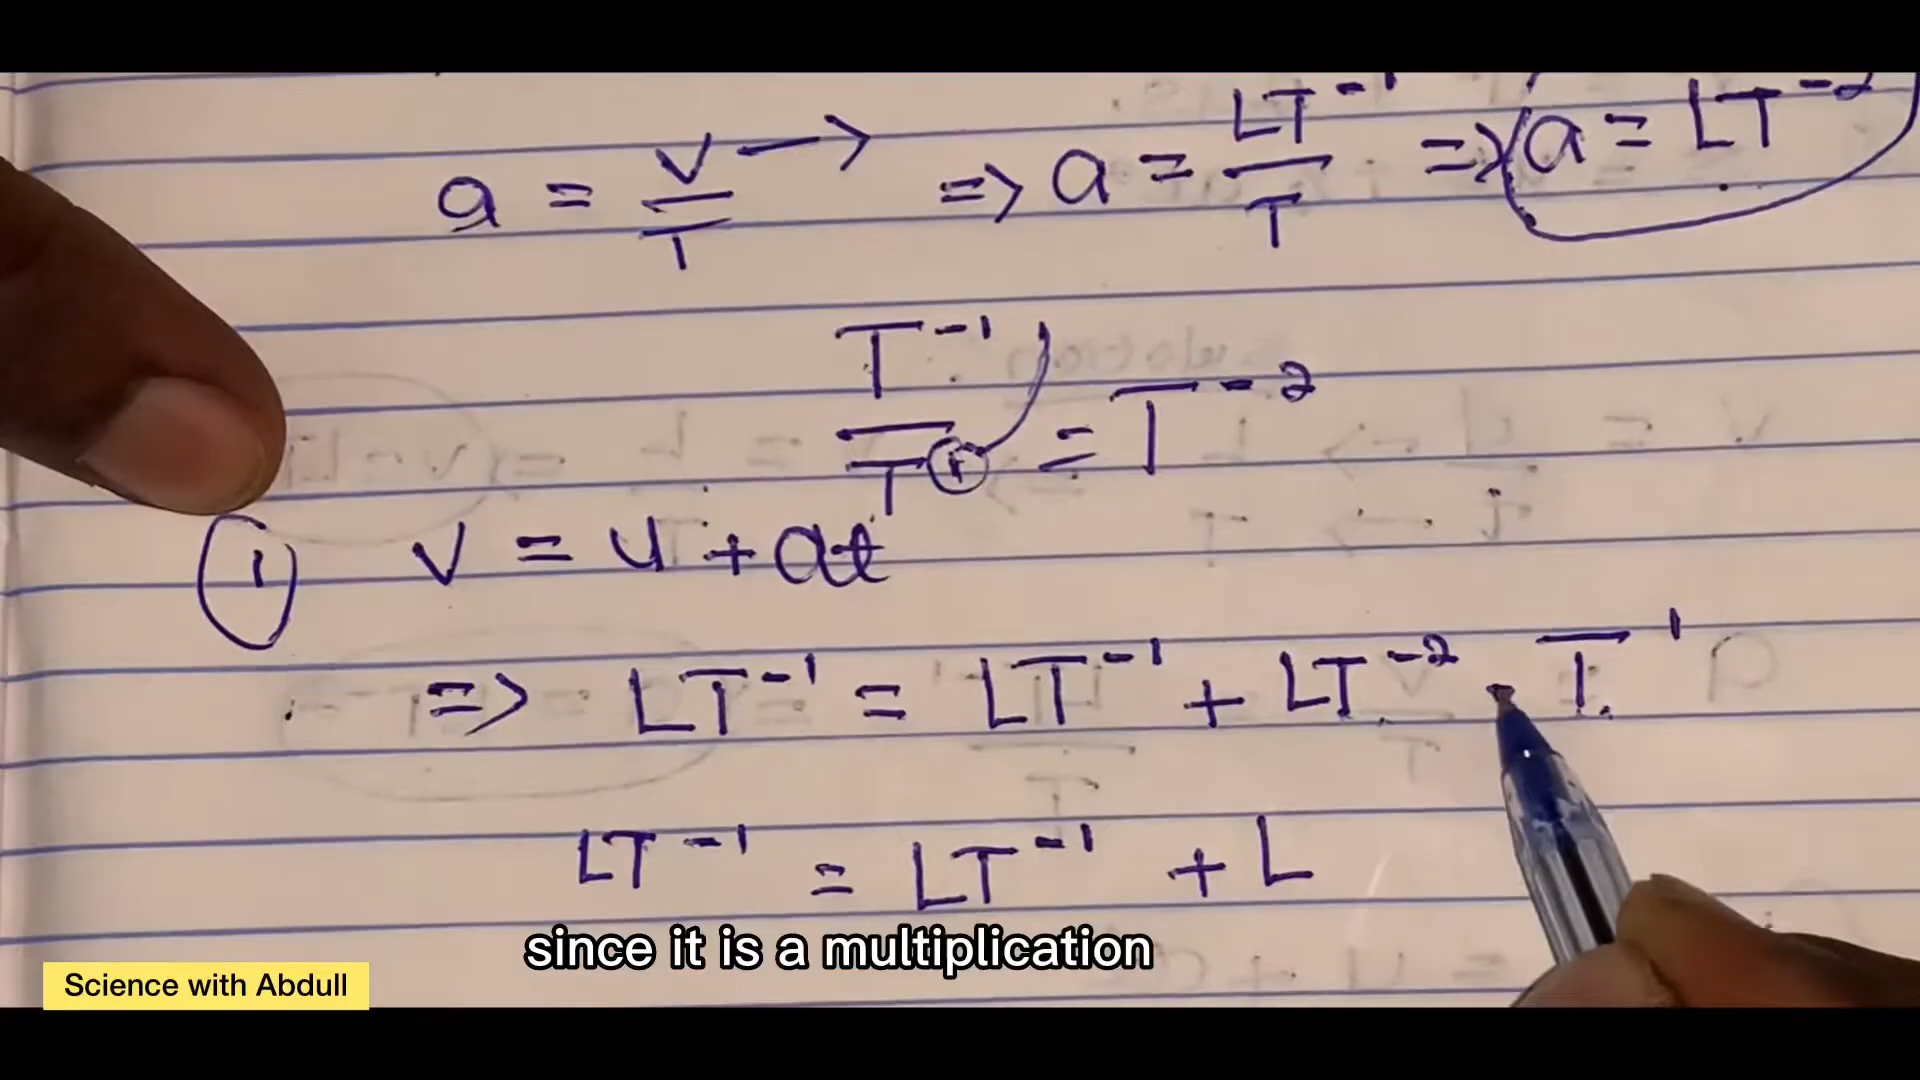 a = V/T → => a = LT⁻¹/T => a = LT⁻²
T⁻¹/T¹ = T⁻²
① v = u + at
=> LT⁻¹ = LT⁻¹ + LT⁻² · T¹
LT⁻¹ = LT⁻¹ + L
since it is a multiplication
Science with Abdull